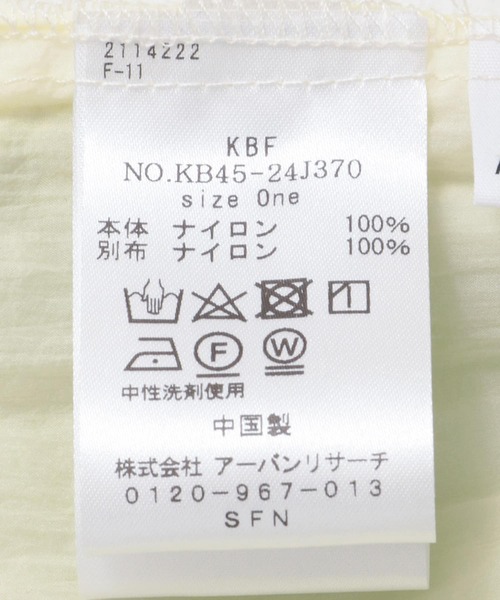 2114222
F-11
KBF
NO.KB45-24J370
size One
本体 ナイロン 100%
別布 ナイロン 100%
F W
中性洗剤使用
中国製
株式会社 アーバンリサーチ
0120-967-013
SFN